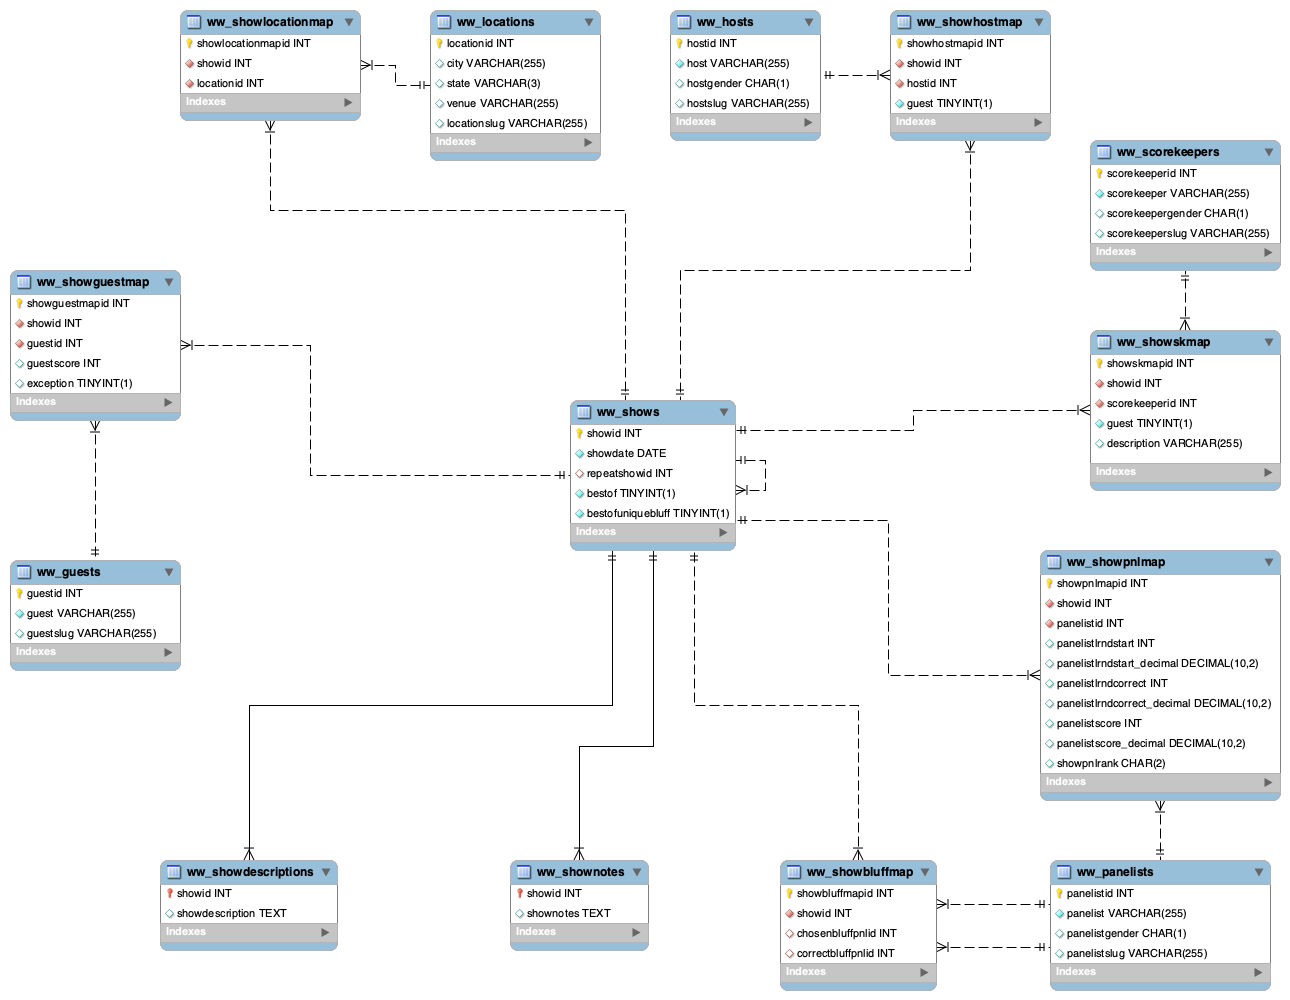 ww_showlocationmap
showlocationmapid INT
showid INT
locationid INT
Indexes
ww_locations
locationid INT
city VARCHAR(255)
state VARCHAR(3)
venue VARCHAR(255)
locationslug VARCHAR(255)
Indexes
ww_hosts
hostid INT
host VARCHAR(255)
hostgender CHAR(1)
hostslug VARCHAR(255)
Indexes
ww_showhostmap
showhostmapid INT
showid INT
hostid INT
guest TINYINT(1)
Indexes
ww_scorekeepers
scorekeeperid INT
scorekeeper VARCHAR(255)
scorekeepergender CHAR(1)
scorekeeperslug VARCHAR(255)
Indexes
ww_showguestmap
showguestmapid INT
showid INT
guestid INT
guestscore INT
exception TINYINT(1)
Indexes
ww_showskmap
showskmapid INT
showid INT
scorekeeperid INT
guest TINYINT(1)
description VARCHAR(255)
Indexes
ww_shows
showid INT
showdate DATE
repeatshowid INT
bestof TINYINT(1)
bestofuniquebluff TINYINT(1)
Indexes
ww_guests
guestid INT
guest VARCHAR(255)
guestslug VARCHAR(255)
Indexes
ww_showpnlmap
showpnlmapid INT
showid INT
panelistid INT
panelistlrndstart INT
panelistlrndstart_decimal DECIMAL(10,2)
panelistlrndcorrect INT
panelistlrndcorrect_decimal DECIMAL(10,2)
panelistscore INT
panelistscore_decimal DECIMAL(10,2)
showpnlrank CHAR(2)
Indexes
ww_showdescriptions
showid INT
showdescription TEXT
Indexes
ww_shownotes
showid INT
shownotes TEXT
Indexes
ww_showbluffmap
showbluffmapid INT
showid INT
chosenbluffpnlid INT
correctbluffpnlid INT
Indexes
ww_panelists
panelistid INT
panelist VARCHAR(255)
panelistgender CHAR(1)
panelistslug VARCHAR(255)
Indexes